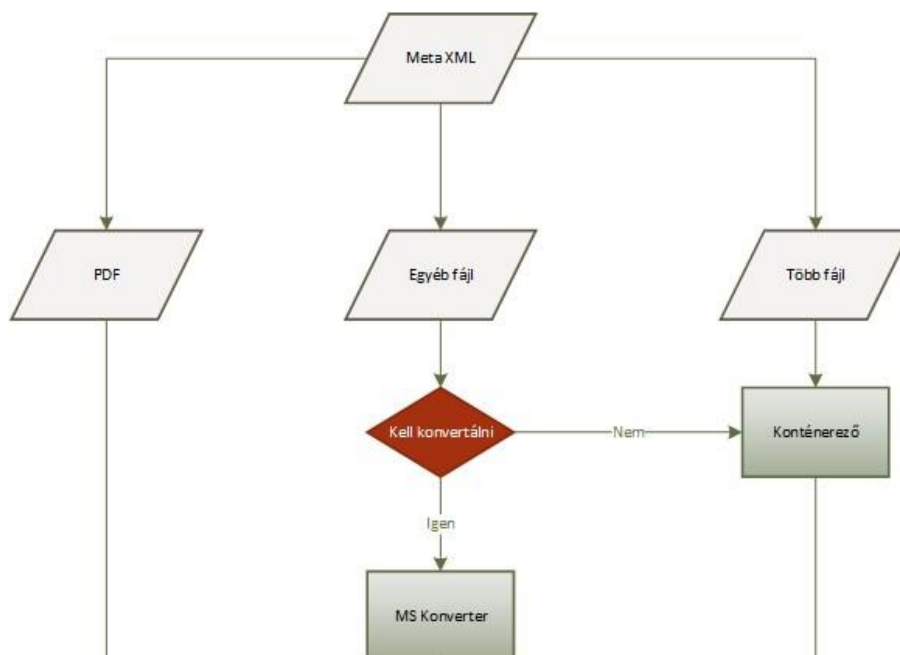 Meta XML
PDF
Egyéb fájl
Több fájl
Kell konvertálni
Nem
Konténerező
Igen
MS Konverter